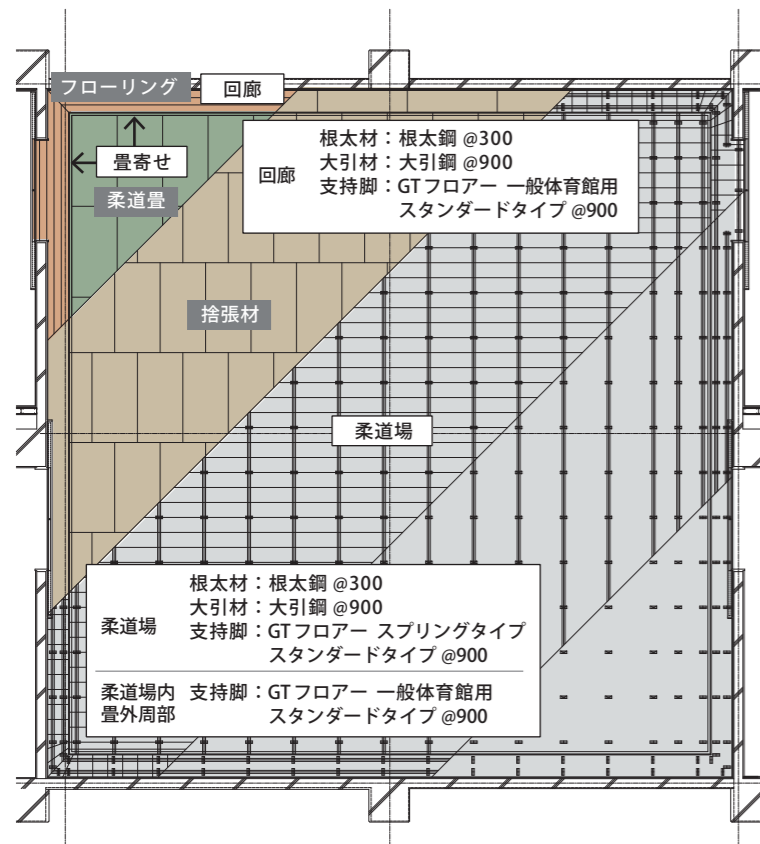 フローリング
回廊
畳寄せ
柔道畳
回廊
根太材：根太鋼 @300
大引材：大引鋼 @900
支持脚：GTフロアー 一般体育館用
スタンダードタイプ @900
捨張材
柔道場
柔道場
根太材：根太鋼 @300
大引材：大引鋼 @900
支持脚：GTフロアー スプリングタイプ
スタンダードタイプ @900
柔道場内
畳外周部
支持脚：GTフロアー 一般体育館用
スタンダードタイプ @900